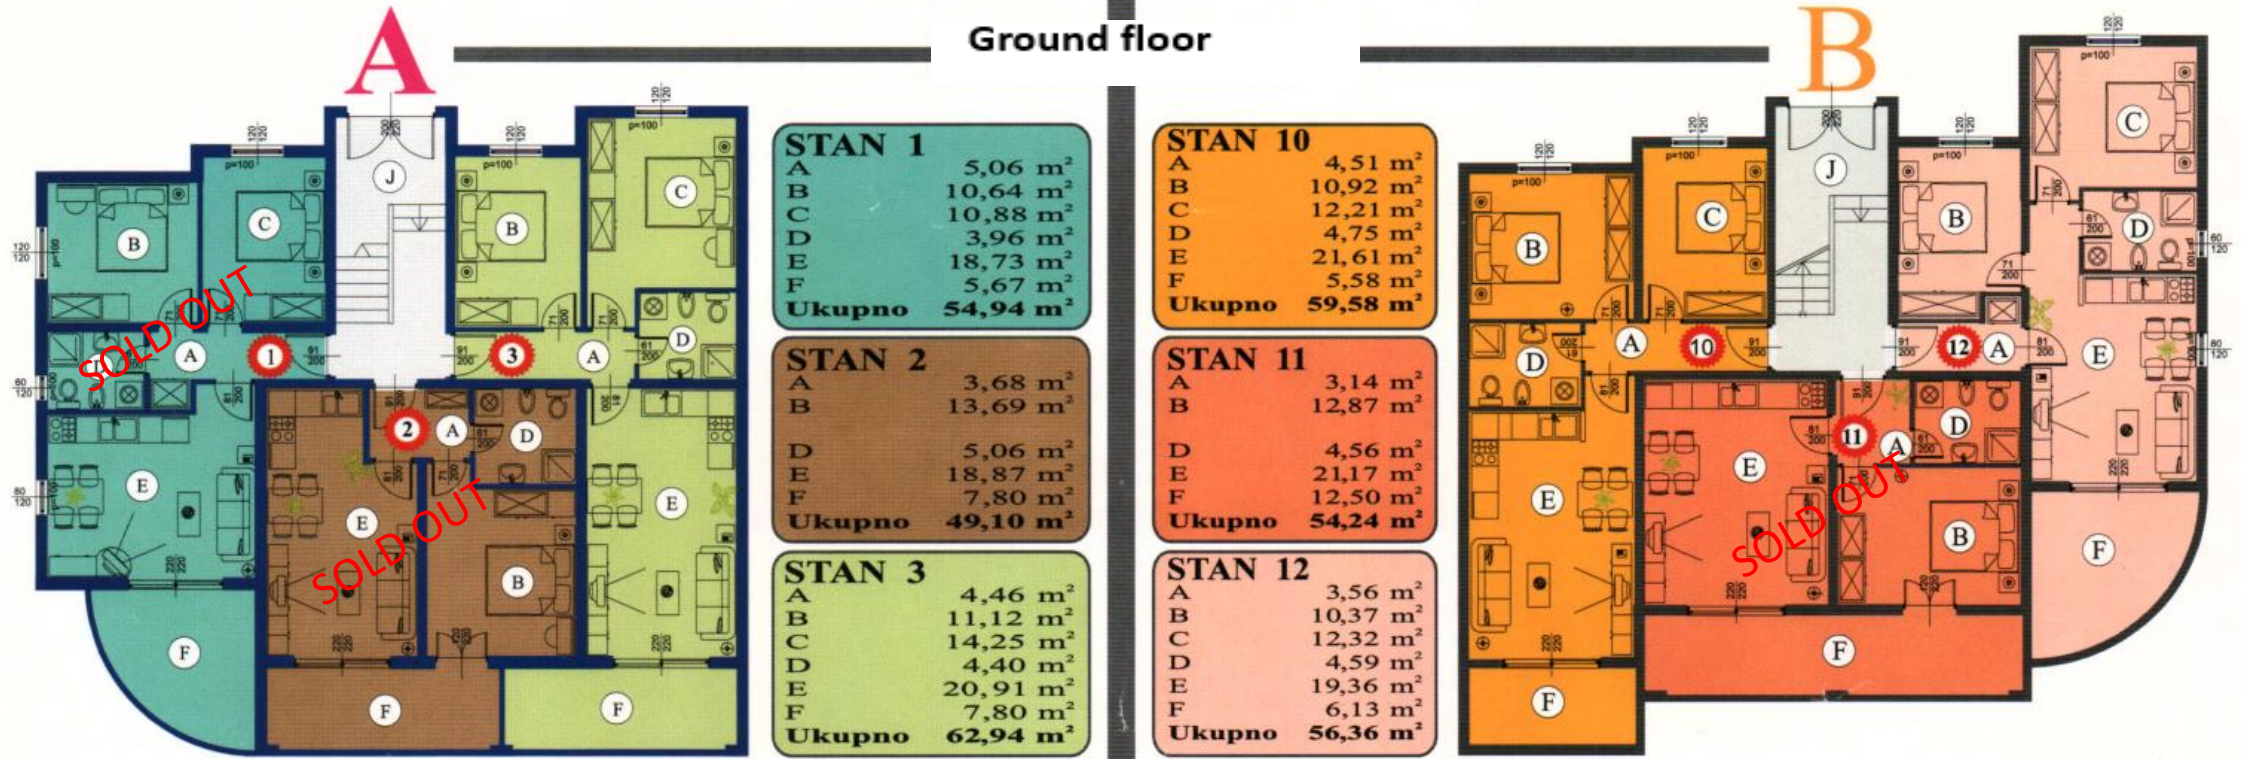 Ground floor
A
B
STAN 1
A 5,06 m²
B 10,64 m²
C 10,88 m²
D 3,96 m²
E 18,73 m²
F 5,67 m²
Ukupno 54,94 m²
STAN 2
A 3,68 m²
B 13,69 m²
D 5,06 m²
E 18,87 m²
F 7,80 m²
Ukupno 49,10 m²
STAN 3
A 4,46 m²
B 11,12 m²
C 14,25 m²
D 4,40 m²
E 20,91 m²
F 7,80 m²
Ukupno 62,94 m²
STAN 10
A 4,51 m²
B 10,92 m²
C 12,21 m²
D 4,75 m²
E 21,61 m²
F 5,58 m²
Ukupno 59,58 m²
STAN 11
A 3,14 m²
B 12,87 m²
D 4,56 m²
E 21,17 m²
F 12,50 m²
Ukupno 54,24 m²
STAN 12
A 3,56 m²
B 10,37 m²
C 12,32 m²
D 4,59 m²
E 19,36 m²
F 6,13 m²
Ukupno 56,36 m²
J
B
C
A
1
E
F
SOLD OUT
2
A
D
E
B
F
SOLD OUT
3
B
C
A
D
E
F
J
B
C
D
A
10
E
F
11
A
D
E
B
F
SOLD OUT
12
B
C
D
A
E
F